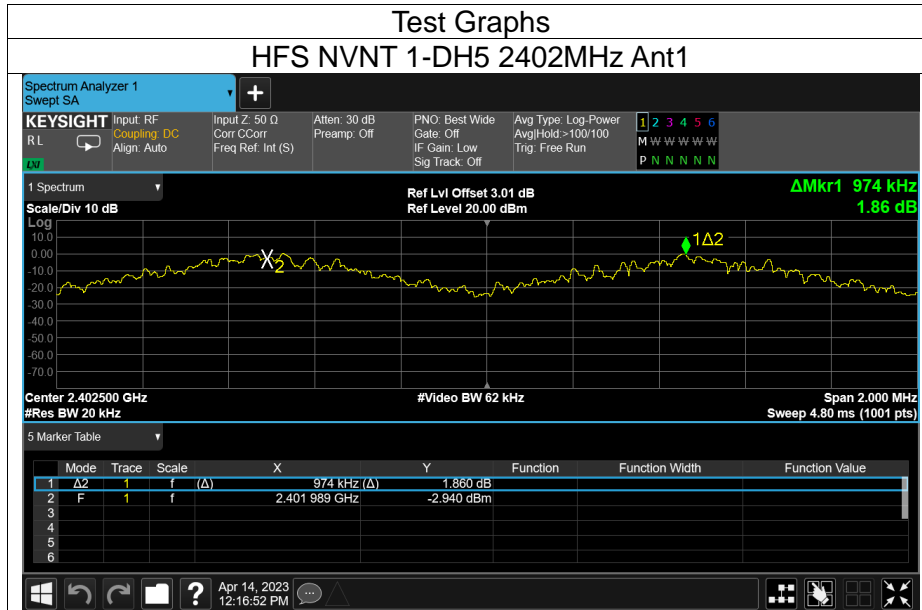 Test Graphs
HFS NVNT 1-DH5 2402MHz Ant1
Spectrum Analyzer 1
Swept SA
+
KEYSIGHT Input: RF Input Z: 50 Ω Atten: 30 dB PNO: Best Wide Avg Type: Log-Power 1 2 3 4 5 6
RL Coupling: DC Corr CCorr Preamp: Off Gate: Off Avg|Hold:>100/100 M W W W W W
Align: Auto Freq Ref: Int (S) IF Gain: Low Trig: Free Run
LXI Sig Track: Off P N N N N N
1 Spectrum Ref Lvl Offset 3.01 dB ΔMkr1 974 kHz
Scale/Div 10 dB Ref Level 20.00 dBm 1.86 dB
Log
10.0
1Δ2
0.00
X2
-10.0
-20.0
-30.0
-40.0
-50.0
-60.0
-70.0
Center 2.402500 GHz #Video BW 62 kHz Span 2.000 MHz
#Res BW 20 kHz Sweep 4.80 ms (1001 pts)
5 Marker Table
Mode Trace Scale X Y Function Function Width Function Value
1 Δ2 1 f (Δ) 974 kHz (Δ) 1.860 dB
2 F 1 f 2.401 989 GHz -2.940 dBm
3
4
5
6
? Apr 14, 2023
12:16:52 PM